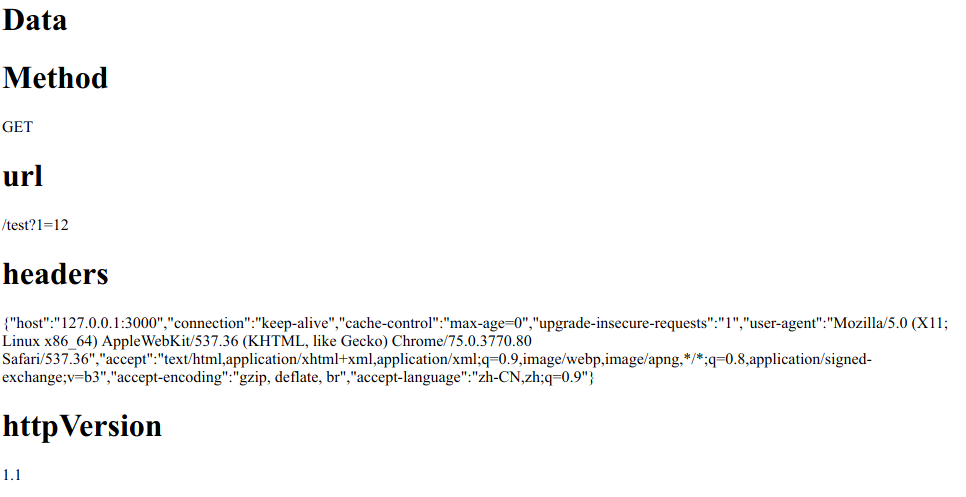 Data
Method
GET
url
/test?1=12
headers
{"host":"127.0.0.1:3000","connection":"keep-alive","cache-control":"max-age=0","upgrade-insecure-requests":"1","user-agent":"Mozilla/5.0 (X11;
Linux x86_64) AppleWebKit/537.36 (KHTML, like Gecko) Chrome/75.0.3770.80
Safari/537.36","accept":"text/html,application/xhtml+xml,application/xml;q=0.9,image/webp,image/apng,*/*;q=0.8,application/signed-
exchange;v=b3","accept-encoding":"gzip, deflate, br","accept-language":"zh-CN,zh;q=0.9"}
httpVersion
1.1